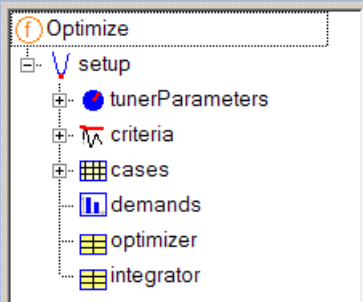 Optimize
setup
tunerParameters
criteria
cases
demands
optimizer
integrator